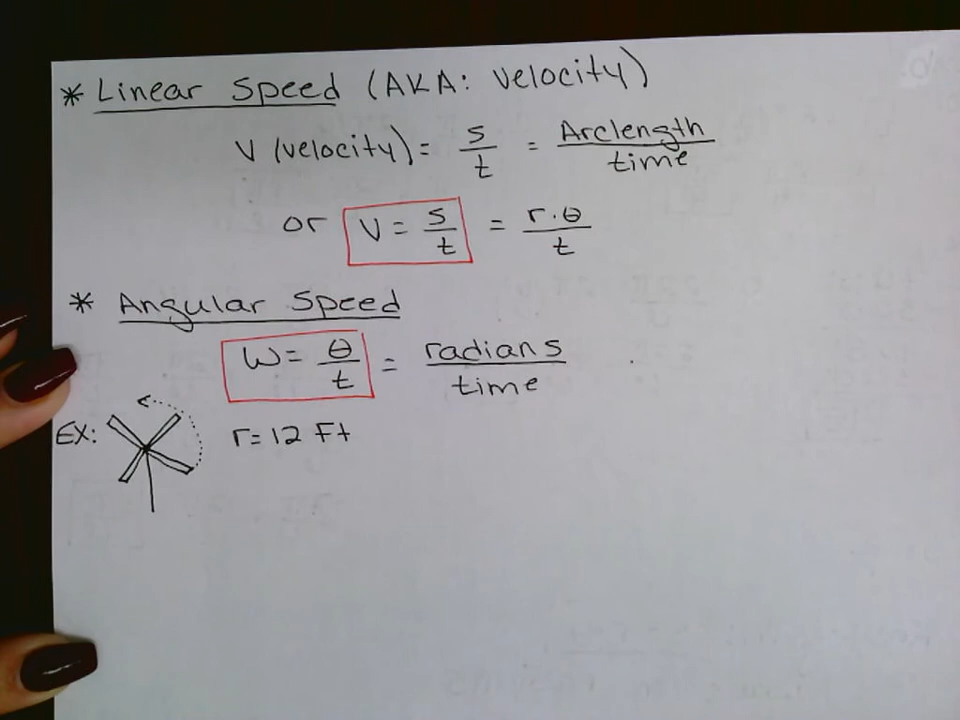 * Linear Speed (AKA: Velocity)
V (velocity) = s/t = Arclength/time
or V = s/t = r·θ/t
* Angular Speed
W = θ/t = radians/time
EX: r = 12 Ft